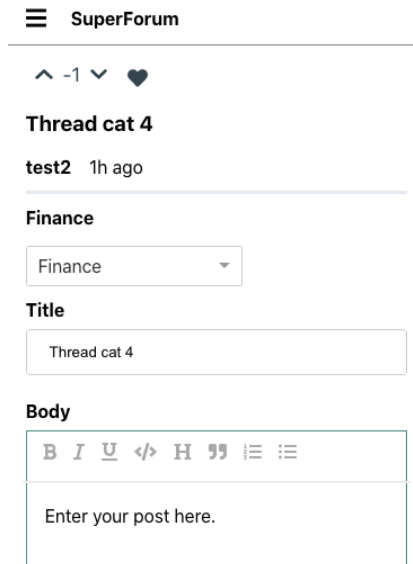 SuperForum
-1
Thread cat 4
test2 1h ago
Finance
Finance
Title
Thread cat 4
Body
B I U </> H ” 
Enter your post here.